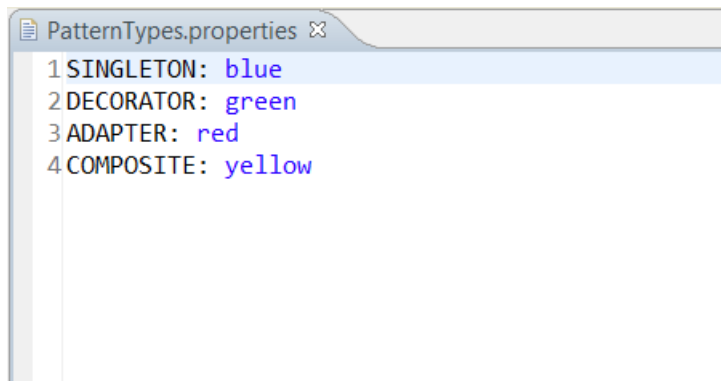 PatternTypes.properties
1 SINGLETON: blue
2 DECORATOR: green
3 ADAPTER: red
4 COMPOSITE: yellow